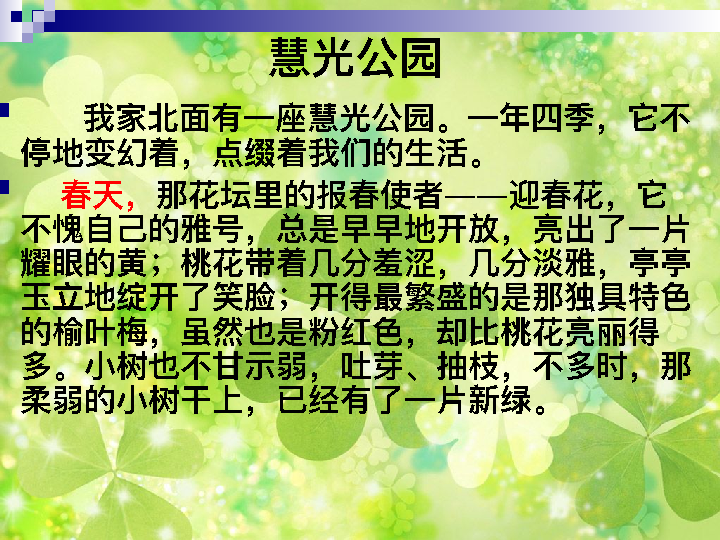 慧光公园
我家北面有一座慧光公园。一年四季，它不
停地变幻着，点缀着我们的生活。
春天，那花坛里的报春使者——迎春花，它
不愧自己的雅号，总是早早地开放，亮出了一片
耀眼的黄；桃花带着几分羞涩，几分淡雅，亭亭
玉立地绽开了笑脸；开得最繁盛的是那独具特色
的榆叶梅，虽然也是粉红色，却比桃花亮丽得
多。小树也不甘示弱，吐芽、抽枝，不多时，那
柔弱的小树干上，已经有了一片新绿。